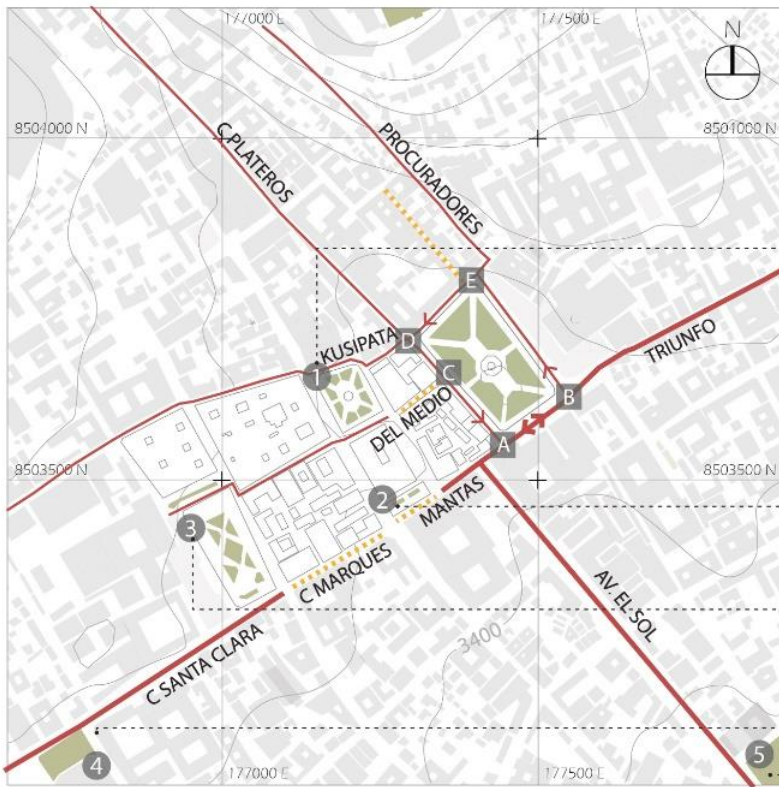 177000 E
177500 E
N
8504000 N
8504000 N
C PLATEROS
PROCURADORES
E
KUSIPATA
D
TRIUNFO
1
C
B
DEL MEDIO
A
8503500 N
8503500 N
2
MANTAS
3
C MARQUES
AV. EL SOL
3400
C SANTA CLARA
4
5
177000 E
177500 E